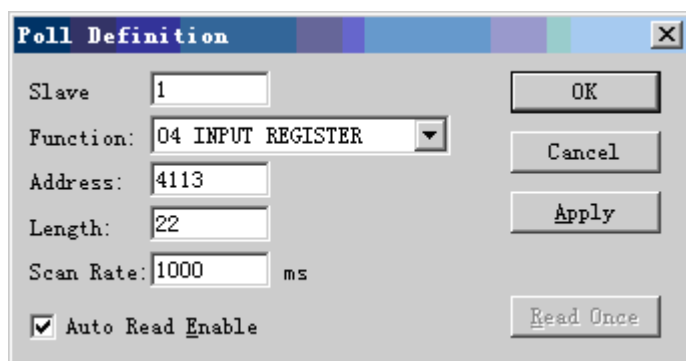 Poll Definition
Slave 1
OK
Function: 04 INPUT REGISTER
Cancel
Address: 4113
Apply
Length: 22
Scan Rate: 1000 ms
Auto Read Enable
Read Once